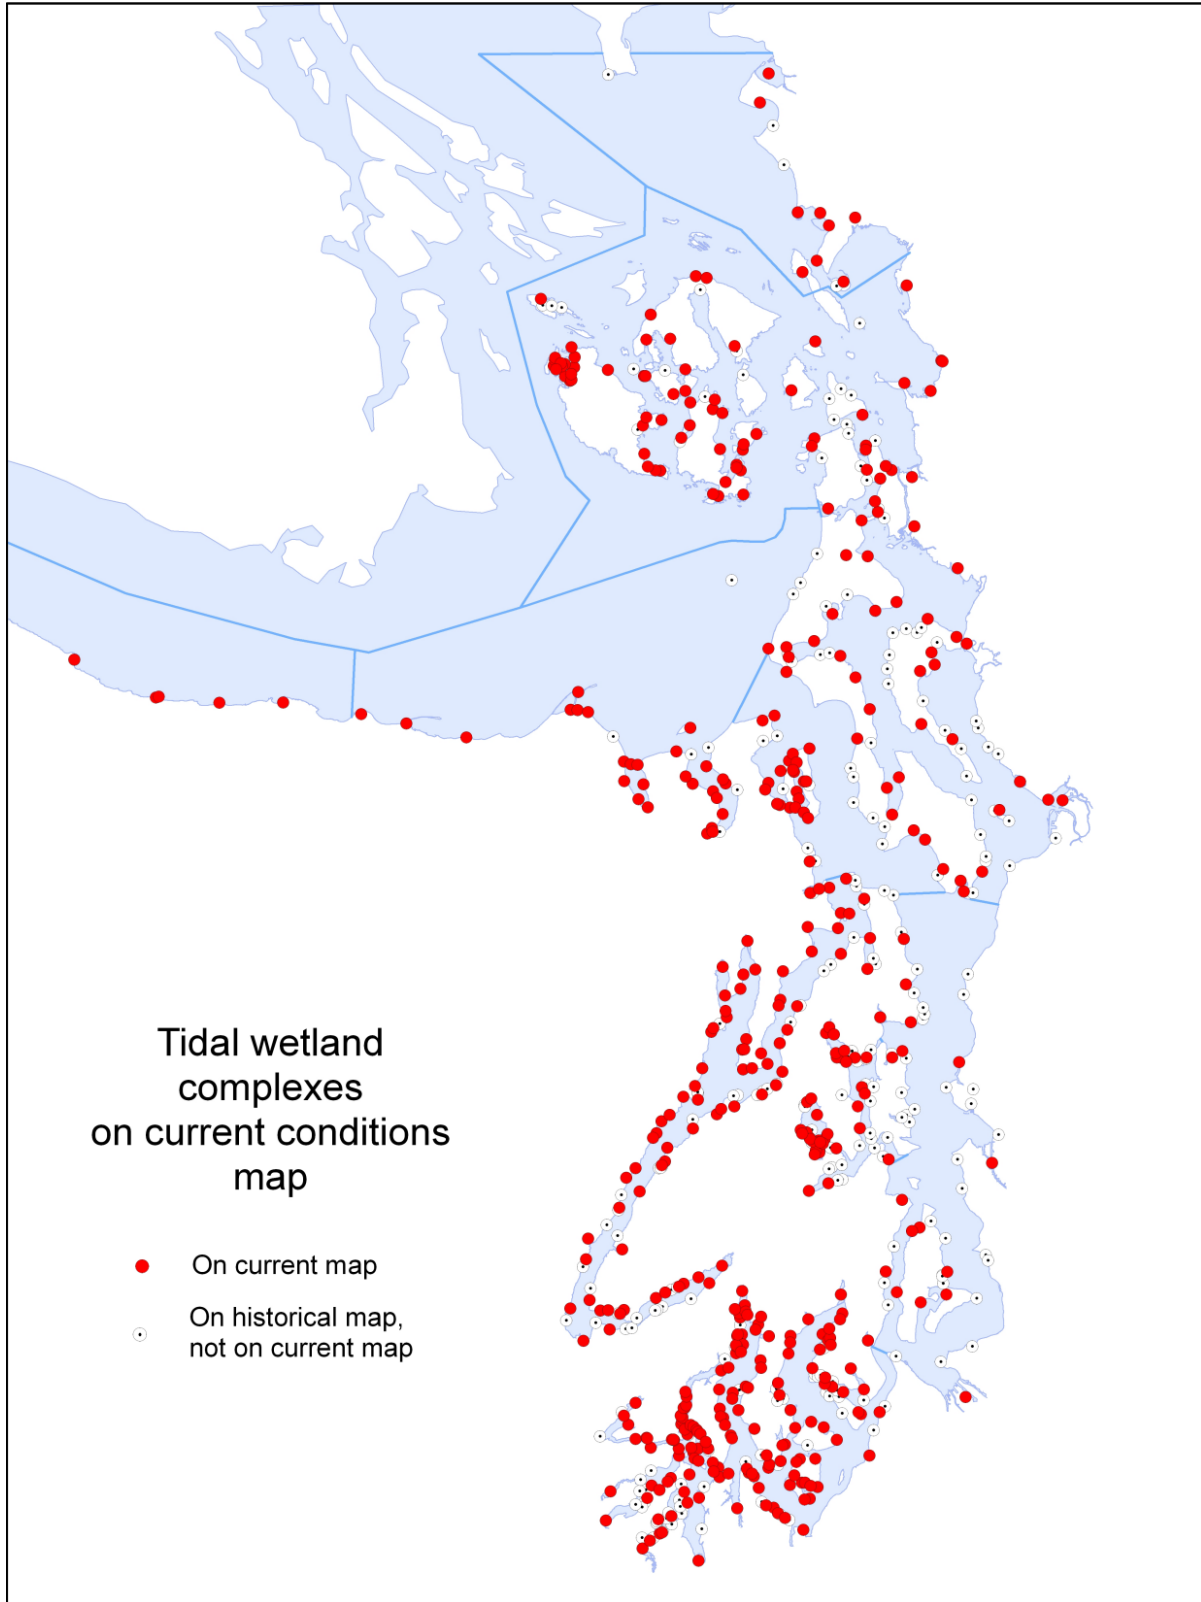 Tidal wetland
complexes
on current conditions
map
On current map
On historical map,
not on current map